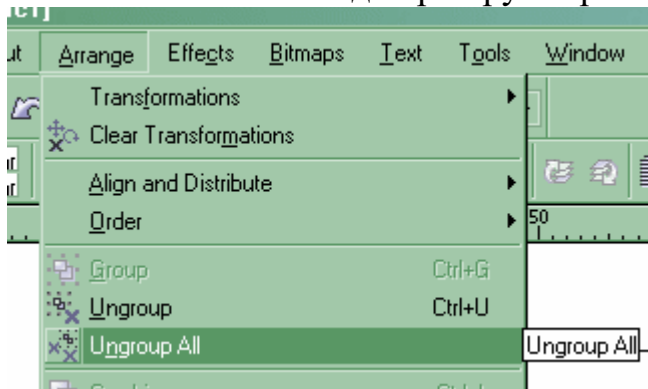 Arrange Effects Bitmaps Text Tools Window
Transformations
Clear Transformations
Align and Distribute
Order
50
Group Ctrl+G
Ungroup Ctrl+U
Ungroup All Ungroup All